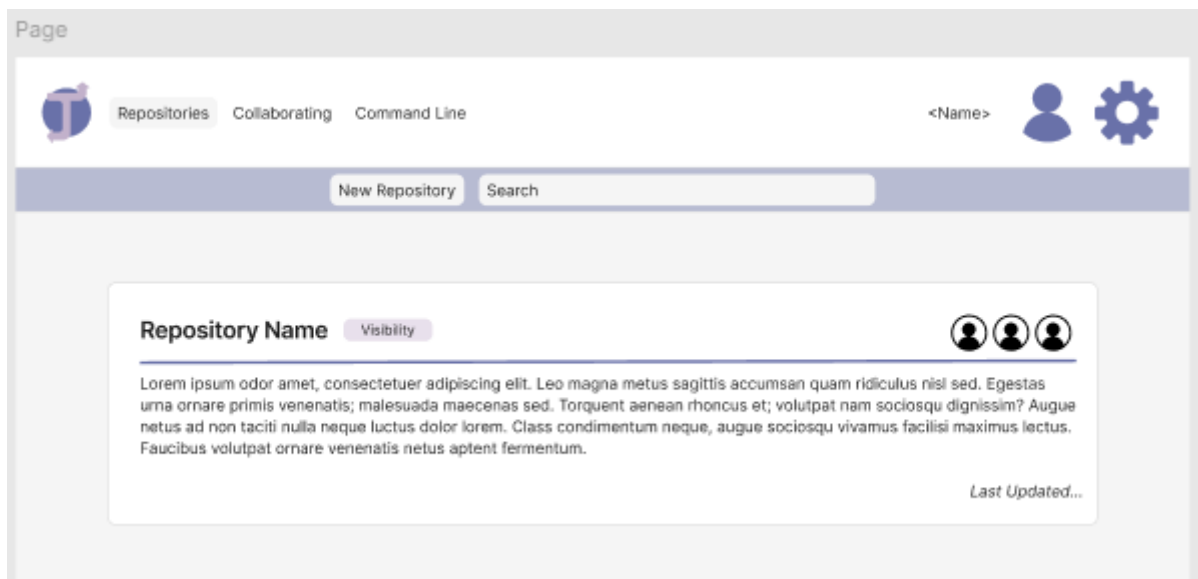 Page
Repositories Collaborating Command Line <Name>
New Repository Search
Repository Name Visibility
Lorem ipsum odor amet, consectetuer adipiscing elit. Leo magna metus sagittis accumsan quam ridiculus nisl sed. Egestas
urna ornare primis venenatis; malesuada maecenas sed. Torquent aenean rhoncus et; volutpat nam sociosqu dignissim? Augue
netus ad non taciti nulla neque luctus dolor lorem. Class condimentum neque, augue sociosqu vivamus facilisi maximus lectus.
Faucibus volutpat ornare venenatis netus aptent fermentum.
Last Updated...